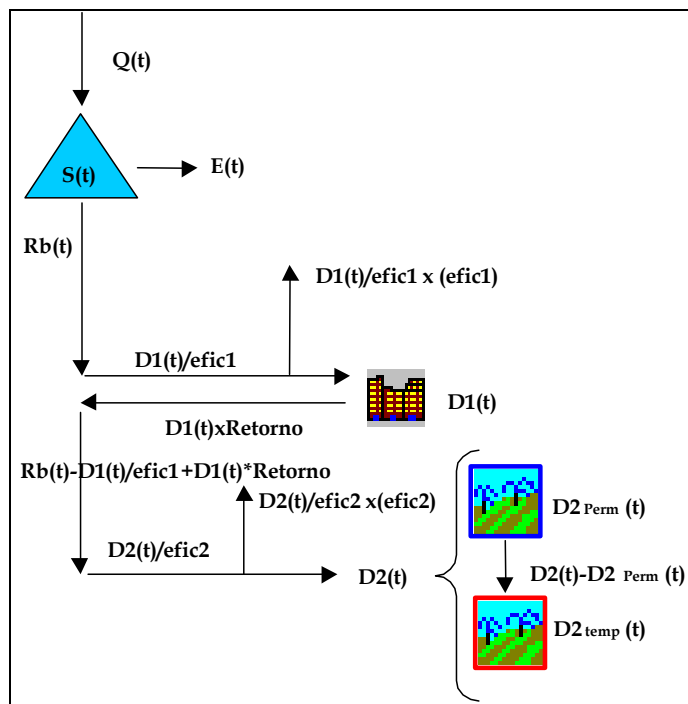 Q(t)
S(t)
E(t)
Rb(t)
D1(t)/efic1 x (efic1)
D1(t)/efic1
D1(t)
D1(t)xRetorno
Rb(t)-D1(t)/efic1+D1(t)*Retorno
D2(t)/efic2 x(efic2)
D2 Perm (t)
D2(t)/efic2
D2(t)
D2(t)-D2 Perm (t)
D2 temp (t)